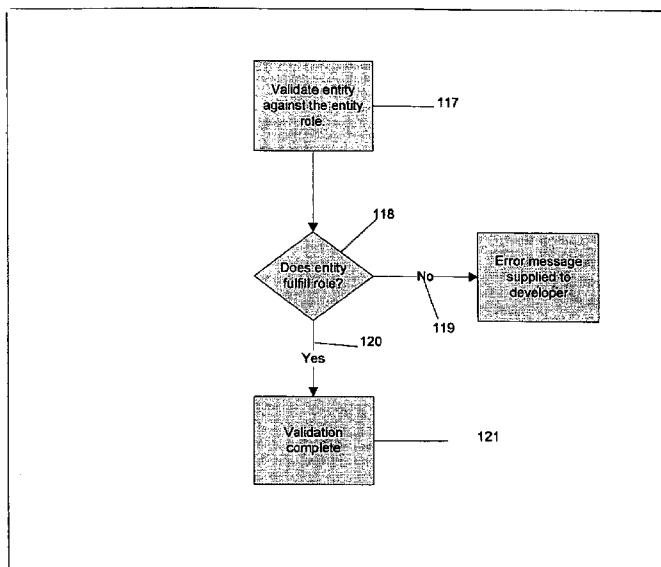 Validate entity
against the entity
role.
117
118
Does entity
fulfill role?
No
119
Error message
supplied to
developer
120
Yes
Validation
complete
121